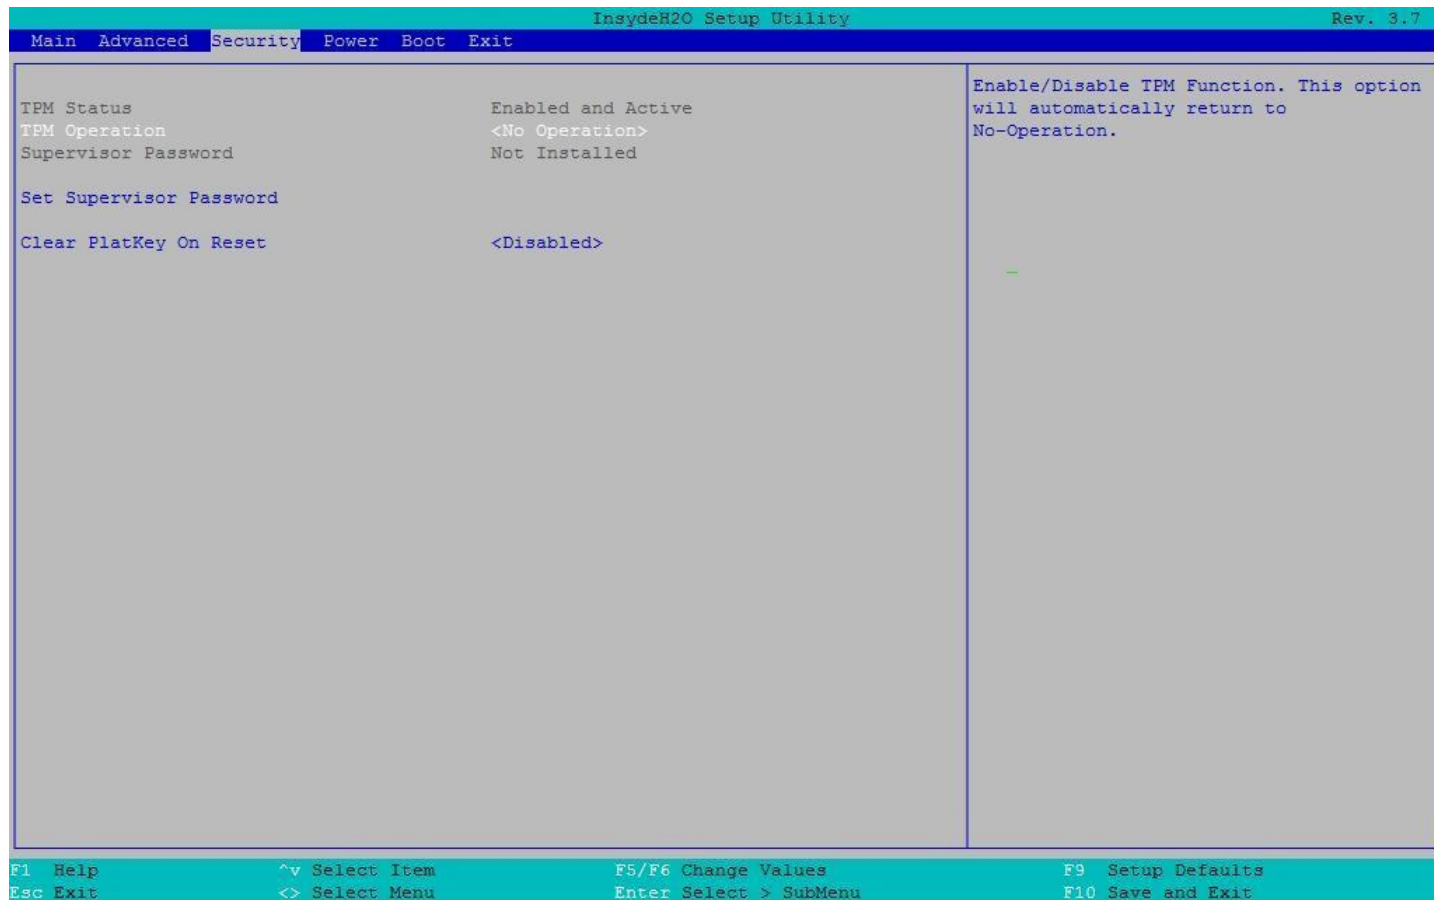 InsydeH2O Setup Utility Rev. 3.7
Main Advanced Security Power Boot Exit
Enable/Disable TPM Function. This option
will automatically return to
No-Operation.
TPM Status Enabled and Active
TPM Operation <No Operation>
Supervisor Password Not Installed
Set Supervisor Password
Clear PlatKey On Reset <Disabled>
F1 Help ^v Select Item F5/F6 Change Values F9 Setup Defaults
Esc Exit <> Select Menu Enter Select > SubMenu F10 Save and Exit